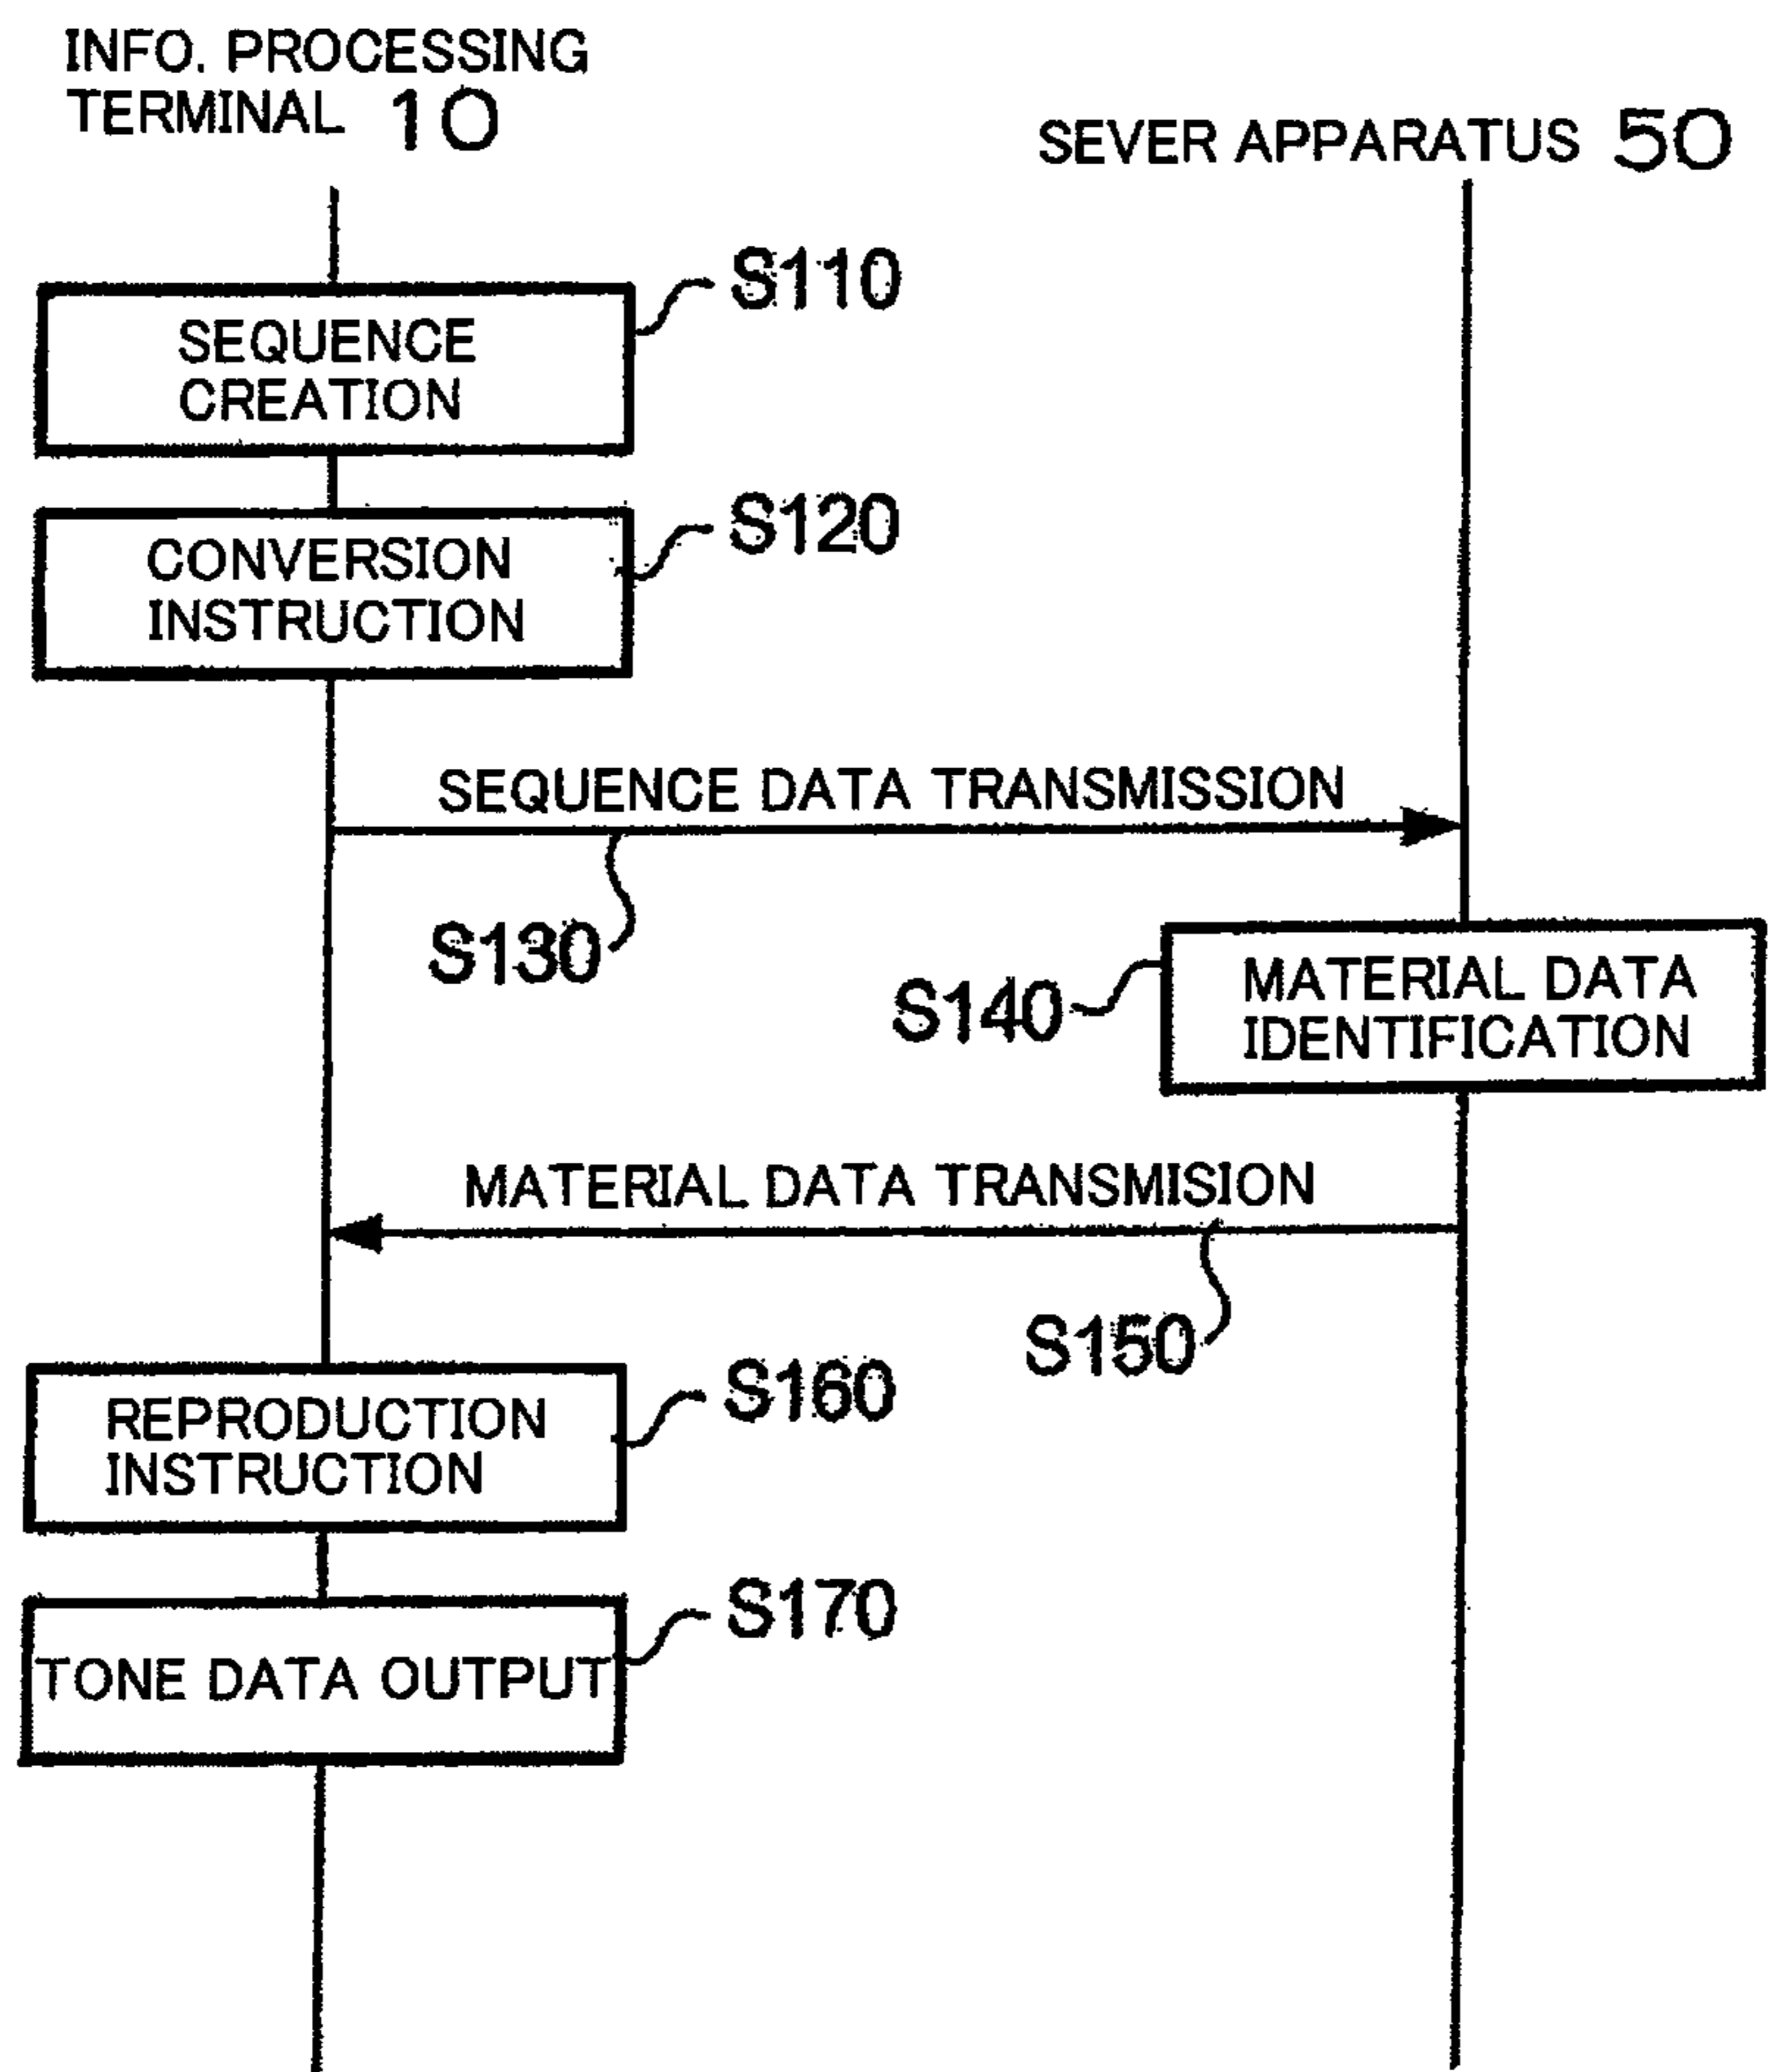 INFO. PROCESSING
TERMINAL 10
SEVER APPARATUS 50
S110
SEQUENCE
CREATION
S120
CONVERSION
INSTRUCTION
SEQUENCE DATA TRANSMISSION
S130
S140
MATERIAL DATA
IDENTIFICATION
MATERIAL DATA TRANSMISION
S150
S160
REPRODUCTION
INSTRUCTION
S170
TONE DATA OUTPUT